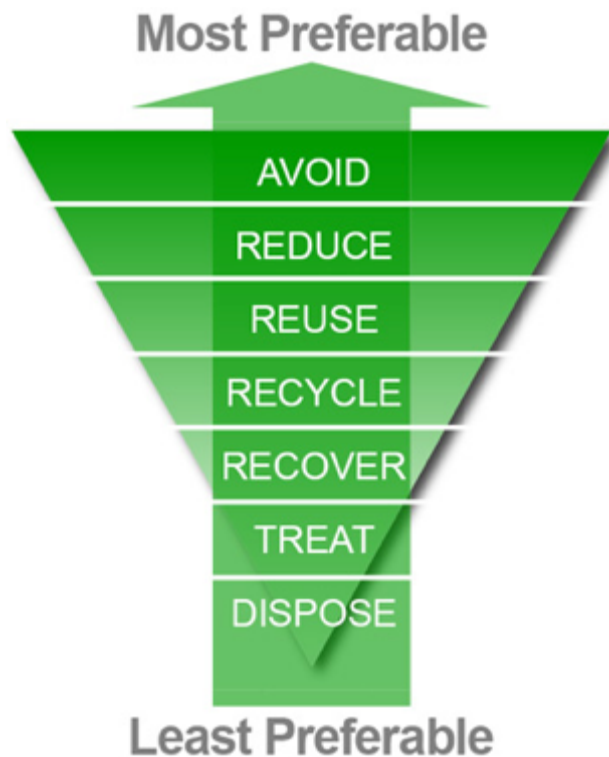 Most Preferable
AVOID
REDUCE
REUSE
RECYCLE
RECOVER
TREAT
DISPOSE
Least Preferable